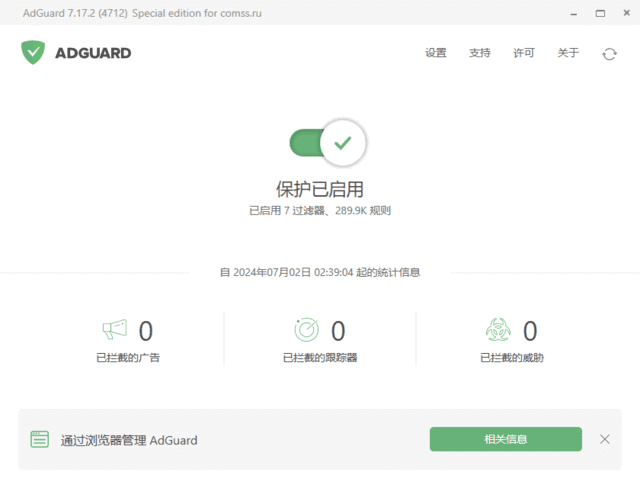 AdGuard 7.17.2 (4712) Special edition for comss.ru
ADGUARD
设置 支持 许可 关于
保护已启用
已启用 7 过滤器、289.9K 规则
自 2024年07月02日 02:39:04 起的统计信息
0 0 0
已拦截的广告 已拦截的跟踪器 已拦截的威胁
通过浏览器管理 AdGuard 相关信息